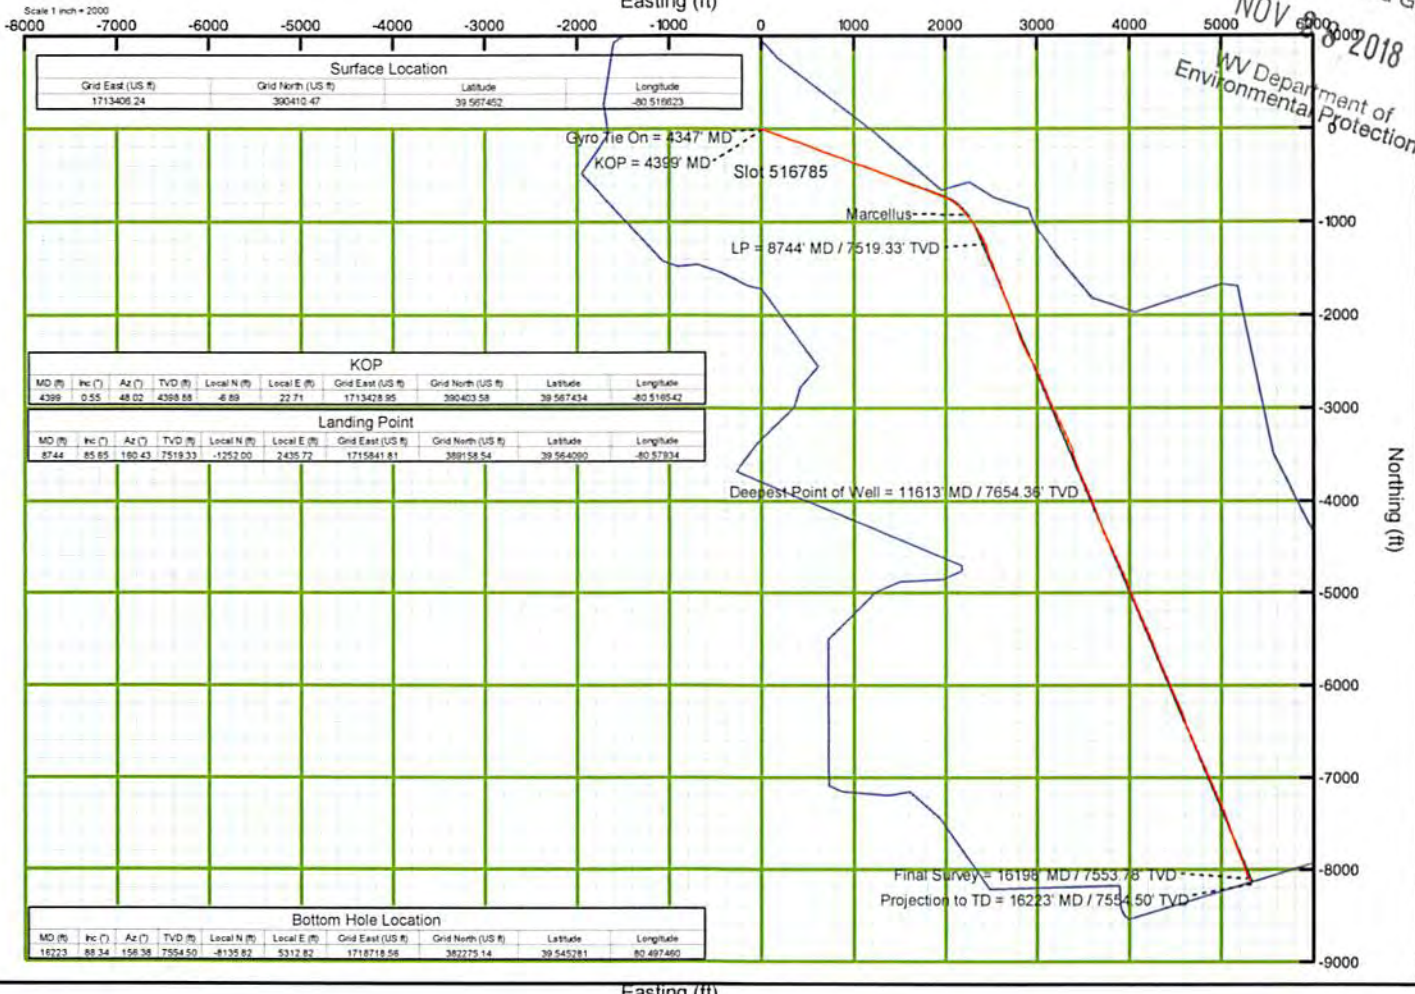 Easting (ft)
Scale 1 inch = 2000
-8000 -7000 -6000 -5000 -4000 -3000 -2000 -1000 0 1000 2000 3000 4000 5000 6000
NOV 2018
WV Department of
Environmental Protection
Surface Location
Grid East (US ft) Grid North (US ft) Latitude Longitude
1713406.24 390410.47 39.567452 -80.516623
0
Gyro Tie On = 4347' MD
KOP = 4399' MD
Slot 516785
Marcellus
-1000
LP = 8744' MD / 7519.33' TVD
-2000
KOP
MD (ft) Inc (°) Az (°) TVD (ft) Local N (ft) Local E (ft) Grid East (US ft) Grid North (US ft) Latitude Longitude
4399 0.55 48.02 4398.88 -6.89 22.71 1713428.95 390403.58 39.567434 -80.516542
-3000
Landing Point
MD (ft) Inc (°) Az (°) TVD (ft) Local N (ft) Local E (ft) Grid East (US ft) Grid North (US ft) Latitude Longitude
8744 85.65 160.43 7519.33 -1252.00 2435.72 1715841.81 389158.54 39.564090 -80.57934
Deepest Point of Well = 11613' MD / 7654.36' TVD
-4000
Northing (ft)
-5000
-6000
-7000
-8000
Final Survey = 16198' MD / 7553.78' TVD
Projection to TD = 16223' MD / 7554.50' TVD
Bottom Hole Location
MD (ft) Inc (°) Az (°) TVD (ft) Local N (ft) Local E (ft) Grid East (US ft) Grid North (US ft) Latitude Longitude
16223 88.34 156.38 7554.50 -8135.82 5312.82 1718718.56 382275.14 39.545281 80.497460
-9000
Easting (ft)